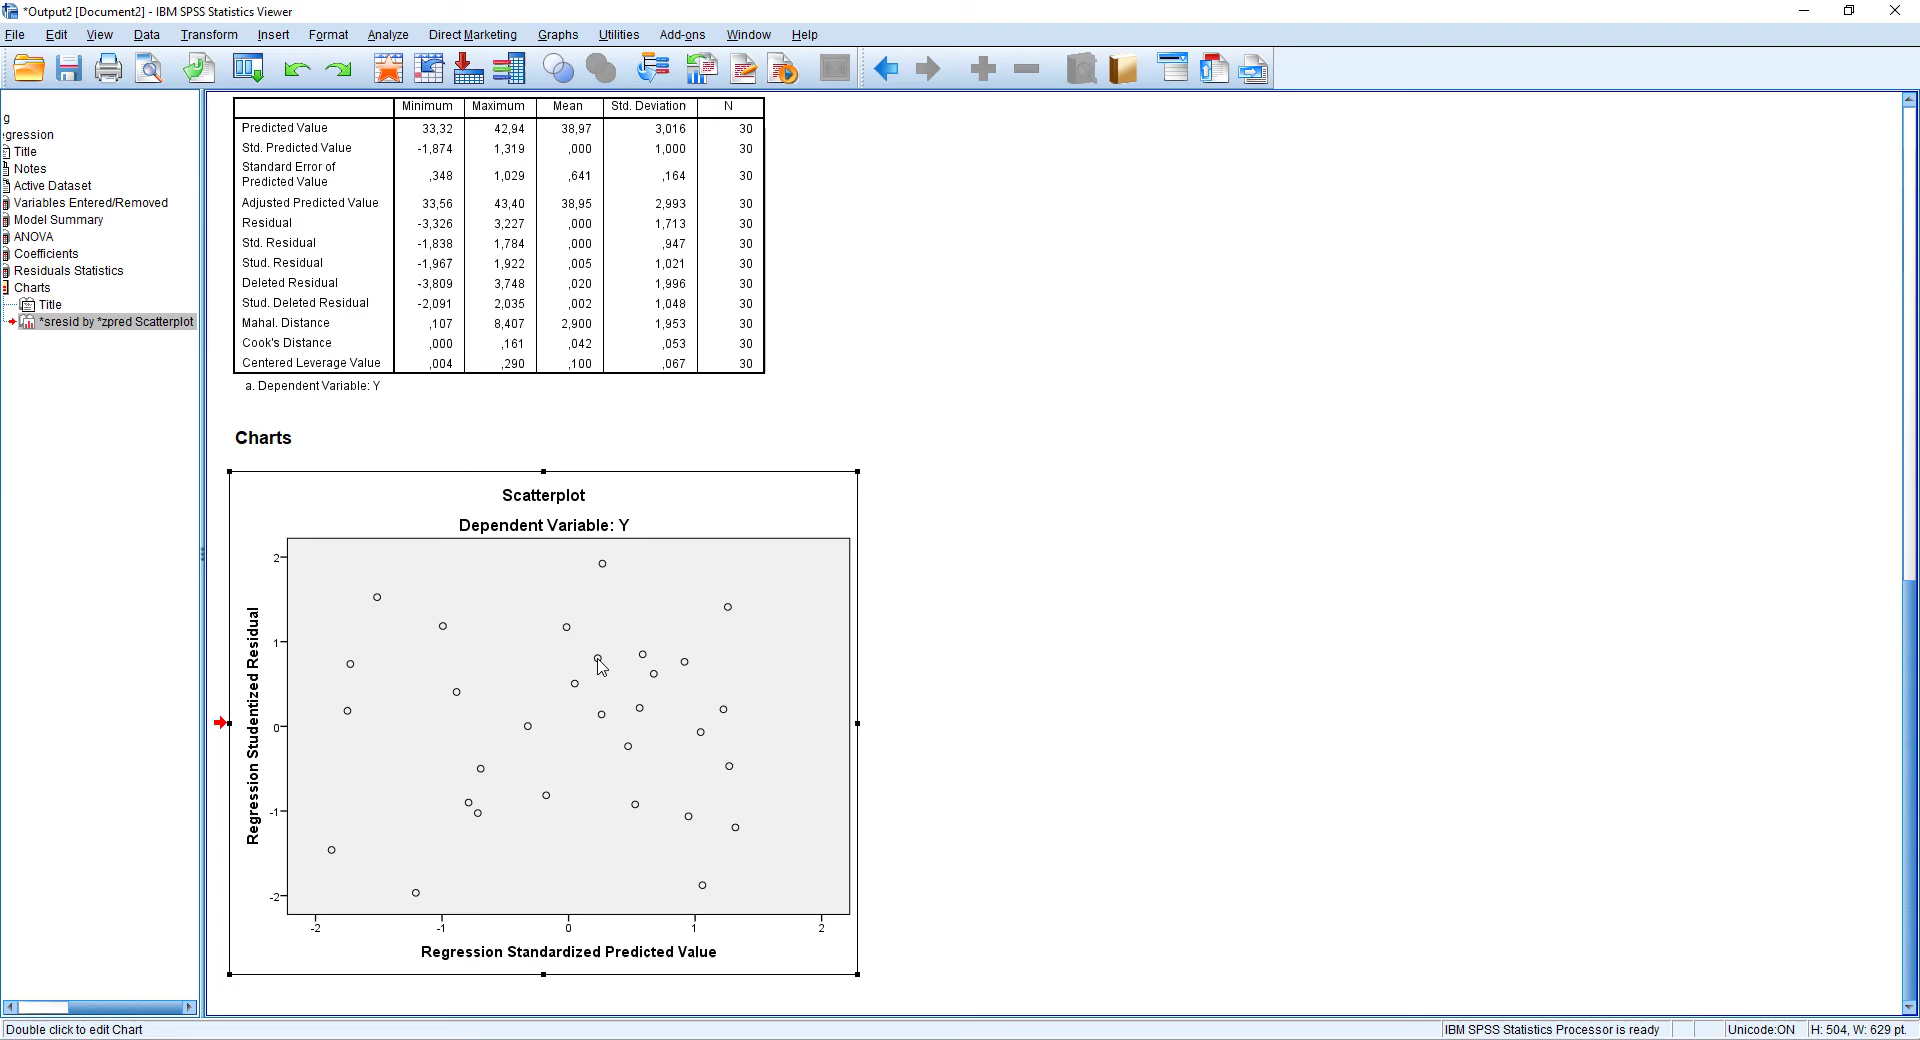 *Output2 [Document2] - IBM SPSS Statistics Viewer
File Edit View Data Transform Insert Format Analyze Direct Marketing Graphs Utilities Add-ons Window Help
g
gression
Title
Notes
Active Dataset
Variables Entered/Removed
Model Summary
ANOVA
Coefficients
Residuals Statistics
Charts
Title
*sresid by *zpred Scatterplot
Minimum Maximum Mean Std. Deviation N
Predicted Value 33,32 42,94 38,97 3,016 30
Std. Predicted Value -1,874 1,319 ,000 1,000 30
Standard Error of
Predicted Value ,348 1,029 ,641 ,164 30
Adjusted Predicted Value 33,56 43,40 38,95 2,993 30
Residual -3,326 3,227 ,000 1,713 30
Std. Residual -1,838 1,784 ,000 ,947 30
Stud. Residual -1,967 1,922 ,005 1,021 30
Deleted Residual -3,809 3,748 ,020 1,996 30
Stud. Deleted Residual -2,091 2,035 ,002 1,048 30
Mahal. Distance ,107 8,407 2,900 1,953 30
Cook's Distance ,000 ,161 ,042 ,053 30
Centered Leverage Value ,004 ,290 ,100 ,067 30
a. Dependent Variable: Y
Charts
Scatterplot
Dependent Variable: Y
Regression Studentized Residual
2
1
0
-1
-2
-2 -1 0 1 2
Regression Standardized Predicted Value
Double click to edit Chart
IBM SPSS Statistics Processor is ready
Unicode:ON
H: 504, W: 629 pt.